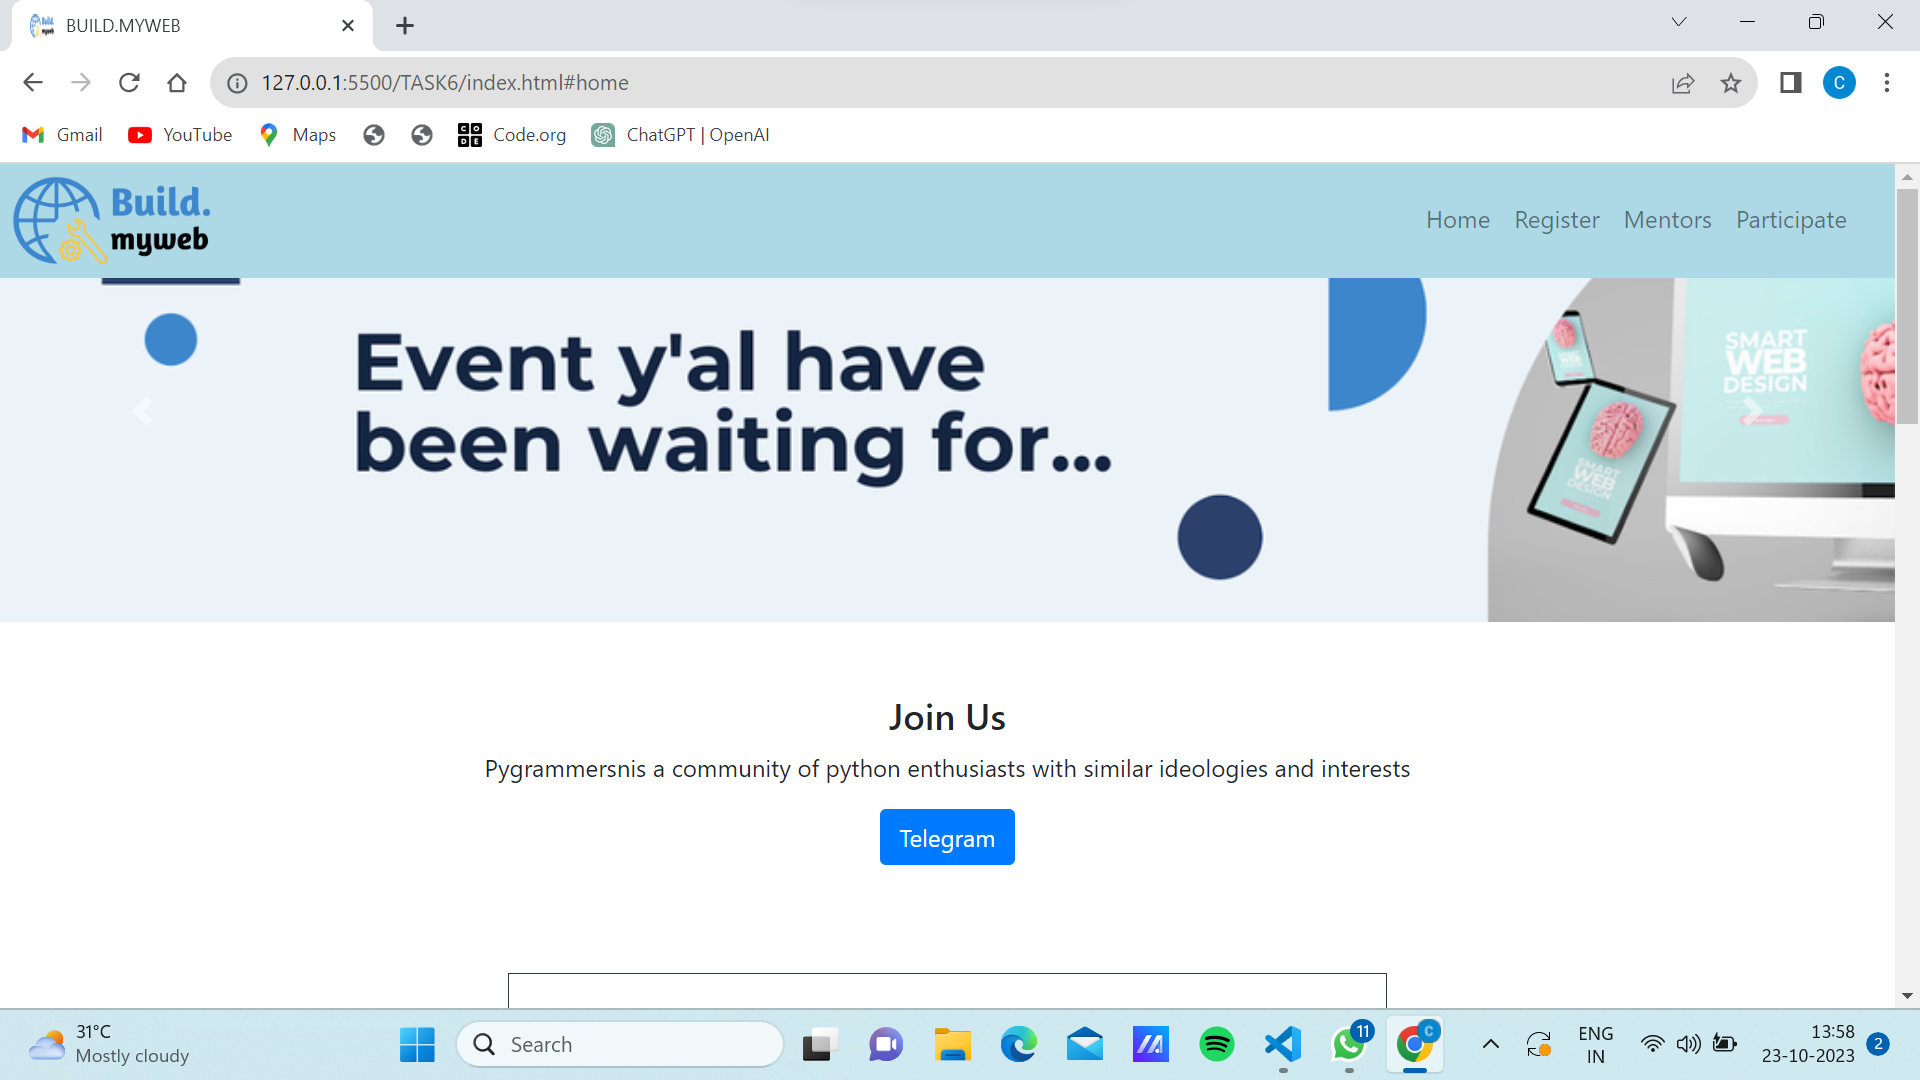 BUILD.MYWEB
127.0.0.1:5500/TASK6/index.html#home
C
Gmail
YouTube
Maps
CODE
Code.org
ChatGPT | OpenAI
Build.
myweb
Home
Register
Mentors
Participate
Event y'al have
been waiting for...
SMART
WEB
DESIGN
SMART
WEB
DESIGN
Join Us
Pygrammersnis a community of python enthusiasts with similar ideologies and interests
Telegram
31°C
Mostly cloudy
Search
11
C
ENG
IN
13:58
23-10-2023
2